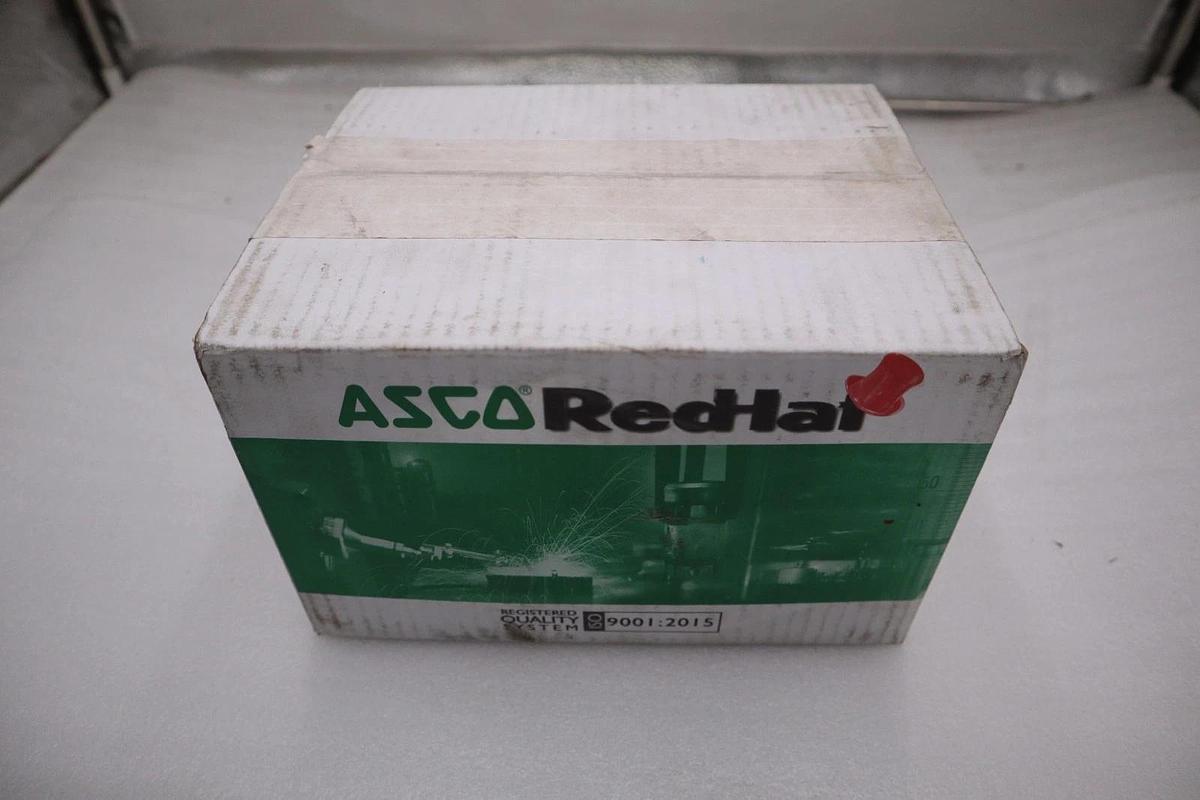 ASCO® RedHat
REGISTERED
QUALITY
SYSTEM
ISO 9001:2015